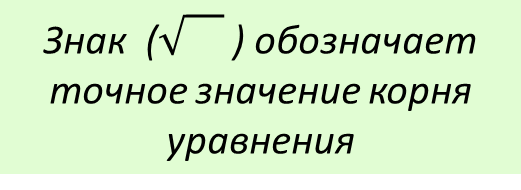 Знак (√‾‾) обозначает
точное значение корня
уравнения